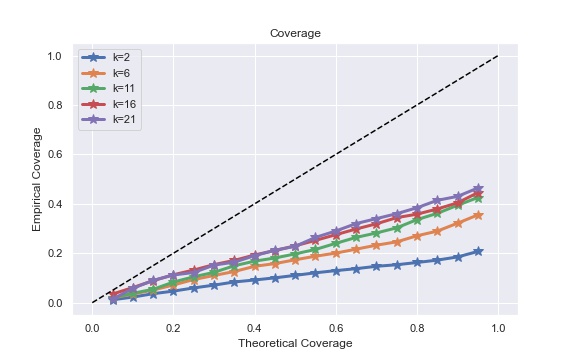 Coverage
k=2
k=6
k=11
k=16
k=21
Empirical Coverage
1.0
0.8
0.6
0.4
0.2
0.0
0.0 0.2 0.4 0.6 0.8 1.0
Theoretical Coverage